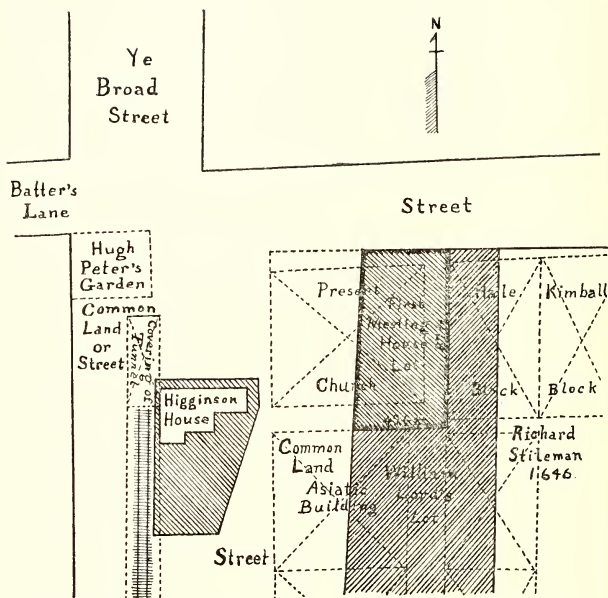 Ye
Broad
Street
N
Batter's
Lane
Street
Hugh
Peter's
Garden
Common
Land
or
Street
Covering of
Tunnel
Higginson
House
Present
Church
First
Meeting
House
Lot
Block
Kimball
Block
Common
Land
Asiatic
Building
William
Lord's
Lot
Richard
Stileman
1646.
Street